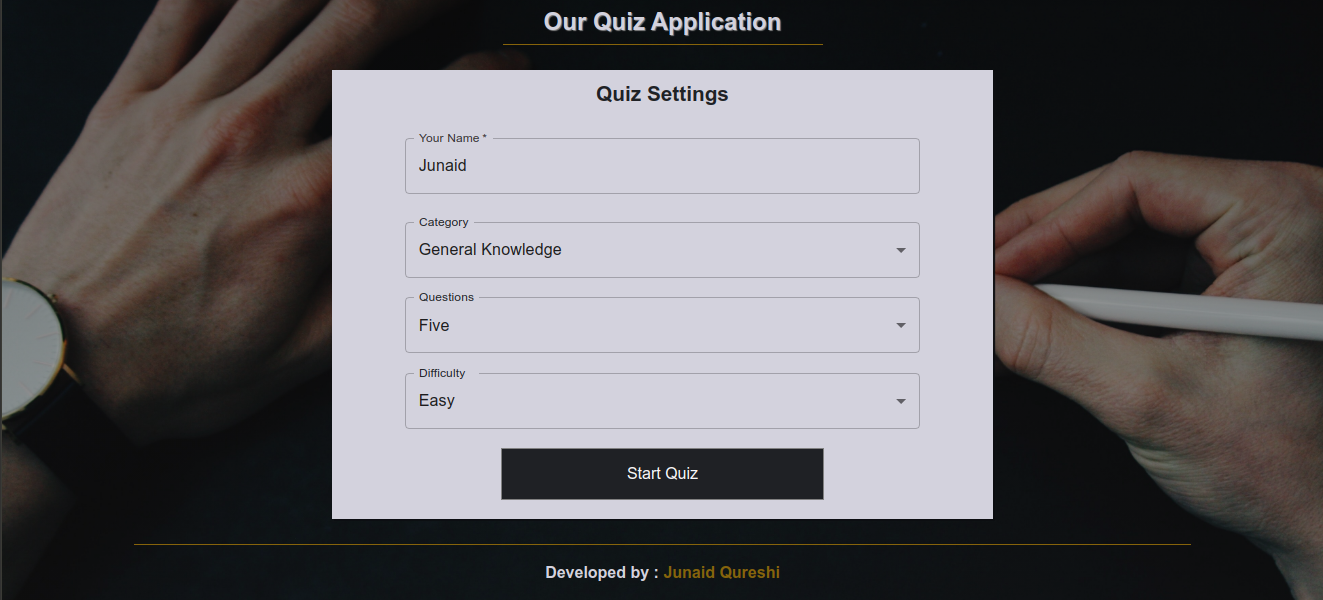 Our Quiz Application
Quiz Settings
Your Name *
Junaid
Category
General Knowledge
Questions
Five
Difficulty
Easy
Start Quiz
Developed by : Junaid Qureshi